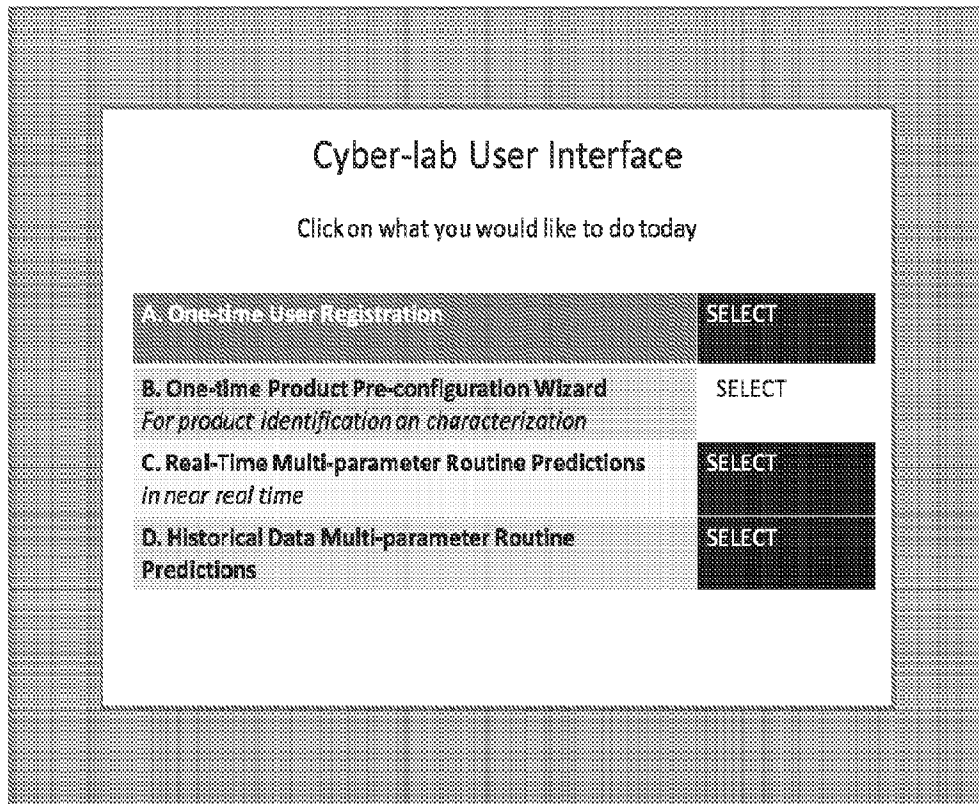 Cyber-lab User Interface
Click on what you would like to do today
A. One-time User Registration
SELECT
B. One-time Product Pre-configuration Wizard
SELECT
For product identification an characterization
C. Real-Time Multi-parameter Routine Predictions
SELECT
in near real time
D. Historical Data Multi-parameter Routine
SELECT
Predictions